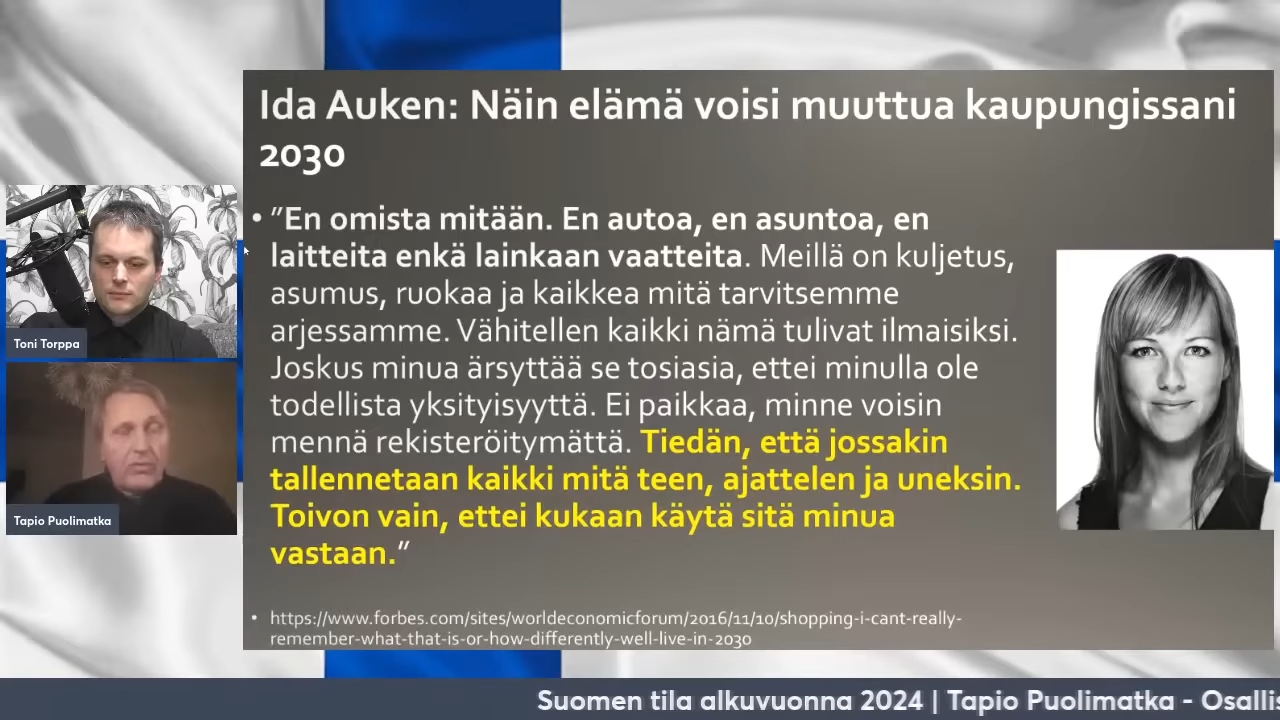 Ida Auken: Näin elämä voisi muuttua kaupungissani
2030
• ”En omista mitään. En autoa, en asuntoa, en
laitteita enkä lainkaan vaatteita. Meillä on kuljetus,
asumus, ruokaa ja kaikkea mitä tarvitsemme
arjessamme. Vähitellen kaikki nämä tulivat ilmaisiksi.
Joskus minua ärsyttää se tosiasia, ettei minulla ole
todellista yksityisyyttä. Ei paikkaa, minne voisin
mennä rekisteröitymättä. Tiedän, että jossakin
tallennetaan kaikki mitä teen, ajattelen ja uneksin.
Toivon vain, ettei kukaan käytä sitä minua
vastaan.”
• https://www.forbes.com/sites/worldeconomicforum/2016/11/10/shopping-i-cant-really-
remember-what-that-is-or-how-differently-well-live-in-2030
Toni Torppa
Tapio Puolimatka
Suomen tila alkuvuonna 2024 | Tapio Puolimatka - Osallis